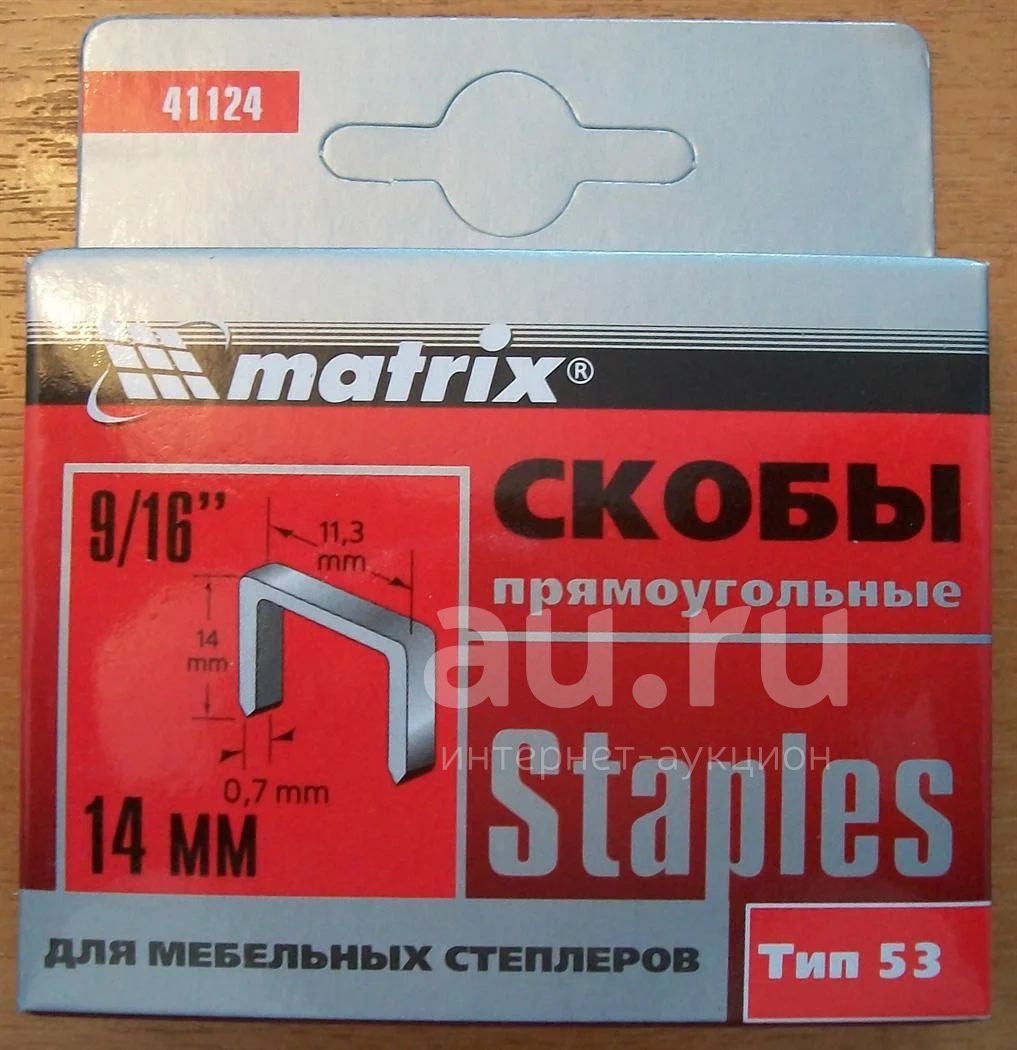 41124
matrix®
СКОБЫ
прямоугольные
9/16”
11,3
mm
14
mm
0,7 mm
14 мм
au.ru
интернет-аукцион
Staples
ДЛЯ МЕБЕЛЬНЫХ СТЕПЛЕРОВ
Тип 53